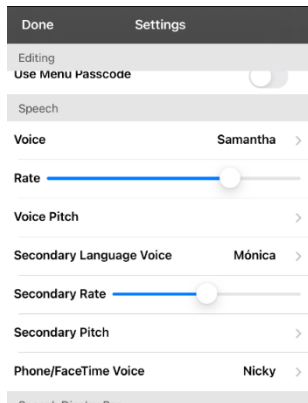 Done Settings
Editing
Use Menu Passcode
Speech
Voice Samantha
Rate
Voice Pitch
Secondary Language Voice Mónica
Secondary Rate
Secondary Pitch
Phone/FaceTime Voice Nicky